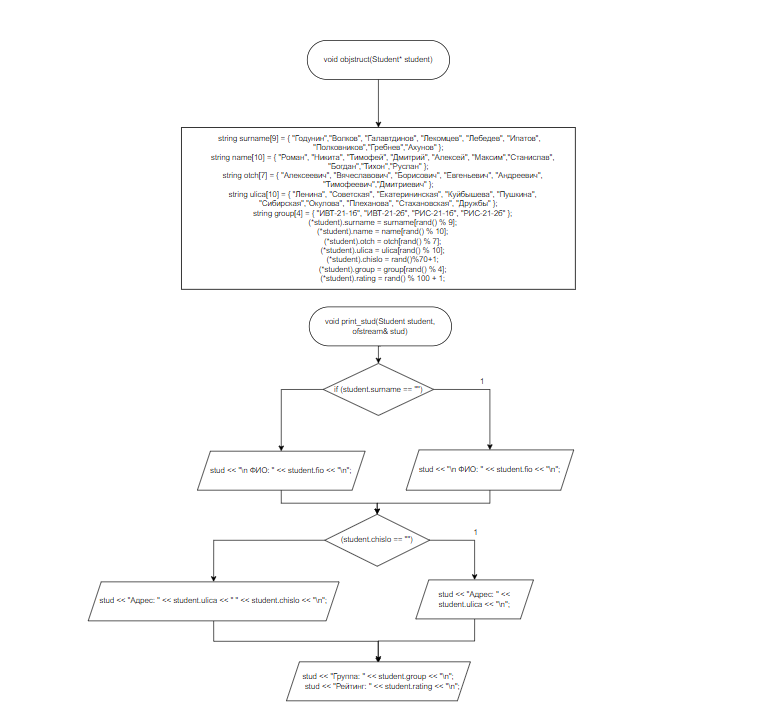 void objstruct(Student* student)
string surname[9] = { "Годунин","Волков", "Галавтдинов", "Лекомцев", "Лебедев", "Ипатов",
"Полковников","Гребнев","Ахунов" };
string name[10] = { "Роман", "Никита", "Тимофей", "Дмитрий", "Алексей", "Максим","Станислав",
"Богдан","Тихон","Руслан" };
string otch[7] = { "Алексеевич", "Вячеславович", "Борисович", "Евгеньевич", "Андреевич",
"Тимофеевич","Дмитриевич" };
string ulica[10] = { "Ленина", "Советская", "Екатерининская", "Куйбышева", "Пушкина",
"Сибирская","Окулова", "Плеханова", "Стахановская", "Дружбы" };
string group[4] = { "ИВТ-21-1б", "ИВТ-21-2б", "РИС-21-1б", "РИС-21-2б" };
(*student).surname = surname[rand() % 9];
(*student).name = name[rand() % 10];
(*student).otch = otch[rand() % 7];
(*student).ulica = ulica[rand() % 10];
(*student).chislo = rand()%70+1;
(*student).group = group[rand() % 4];
(*student).rating = rand() % 100 + 1;
void print_stud(Student student,
ofstream& stud)
if (student.surname == "")
1
stud << "\n ФИО: " << student.fio << "\n";
stud << "\n ФИО: " << student.fio << "\n";
(student.chislo == "")
1
stud << "Адрес: " << student.ulica << " " << student.chislo << "\n";
stud << "Адрес: " <<
student.ulica << "\n";
stud << "Группа: " << student.group << "\n";
stud << "Рейтинг: " << student.rating << "\n";